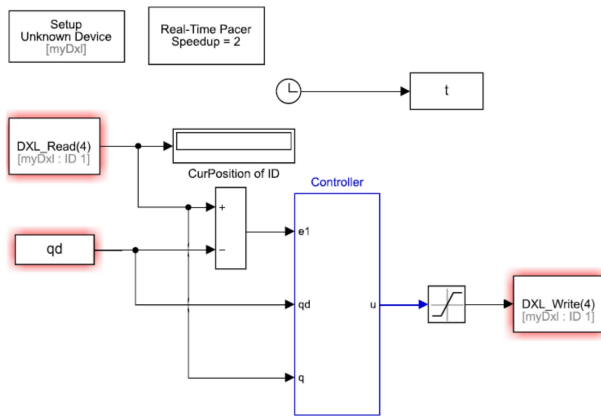 Setup
Unknown Device
[myDxl]
Real-Time Pacer
Speedup = 2
t
DXL_Read(4)
[myDxl : ID 1]
CurPosition of ID
Controller
+
−
e1
qd
qd
u
q
DXL_Write(4)
[myDxl : ID 1]